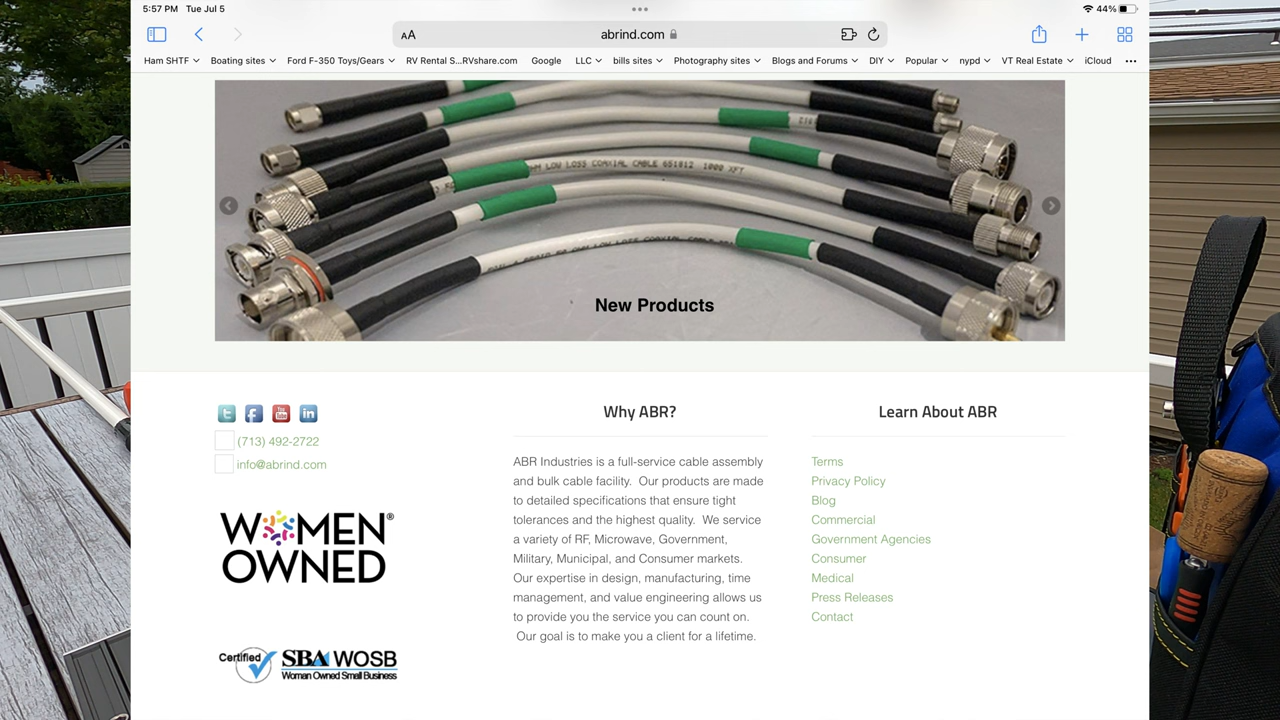 5:57 PM Tue Jul 5
44%
AA
abrind.com
Ham SHTF
Boating sites
Ford F-350 Toys/Gears
RV Rental S...RVshare.com
Google
LLC
bills sites
Photography sites
Blogs and Forums
DIY
Popular
nypd
VT Real Estate
iCloud
LOW LOSS COAXIAL CABLE 651812 1000 XFT
New Products
(713) 492-2722
info@abrind.com
WOMEN®
OWNED
Certified
SBA WOSB
Woman Owned Small Business
Why ABR?
ABR Industries is a full-service cable assembly
and bulk cable facility. Our products are made
to detailed specifications that ensure tight
tolerances and the highest quality. We service
a variety of RF, Microwave, Government,
Military, Municipal, and Consumer markets.
Our expertise in design, manufacturing, time
management, and value engineering allows us
to provide you the service you can count on.
Our goal is to make you a client for a lifetime.
Learn About ABR
Terms
Privacy Policy
Blog
Commercial
Government Agencies
Consumer
Medical
Press Releases
Contact